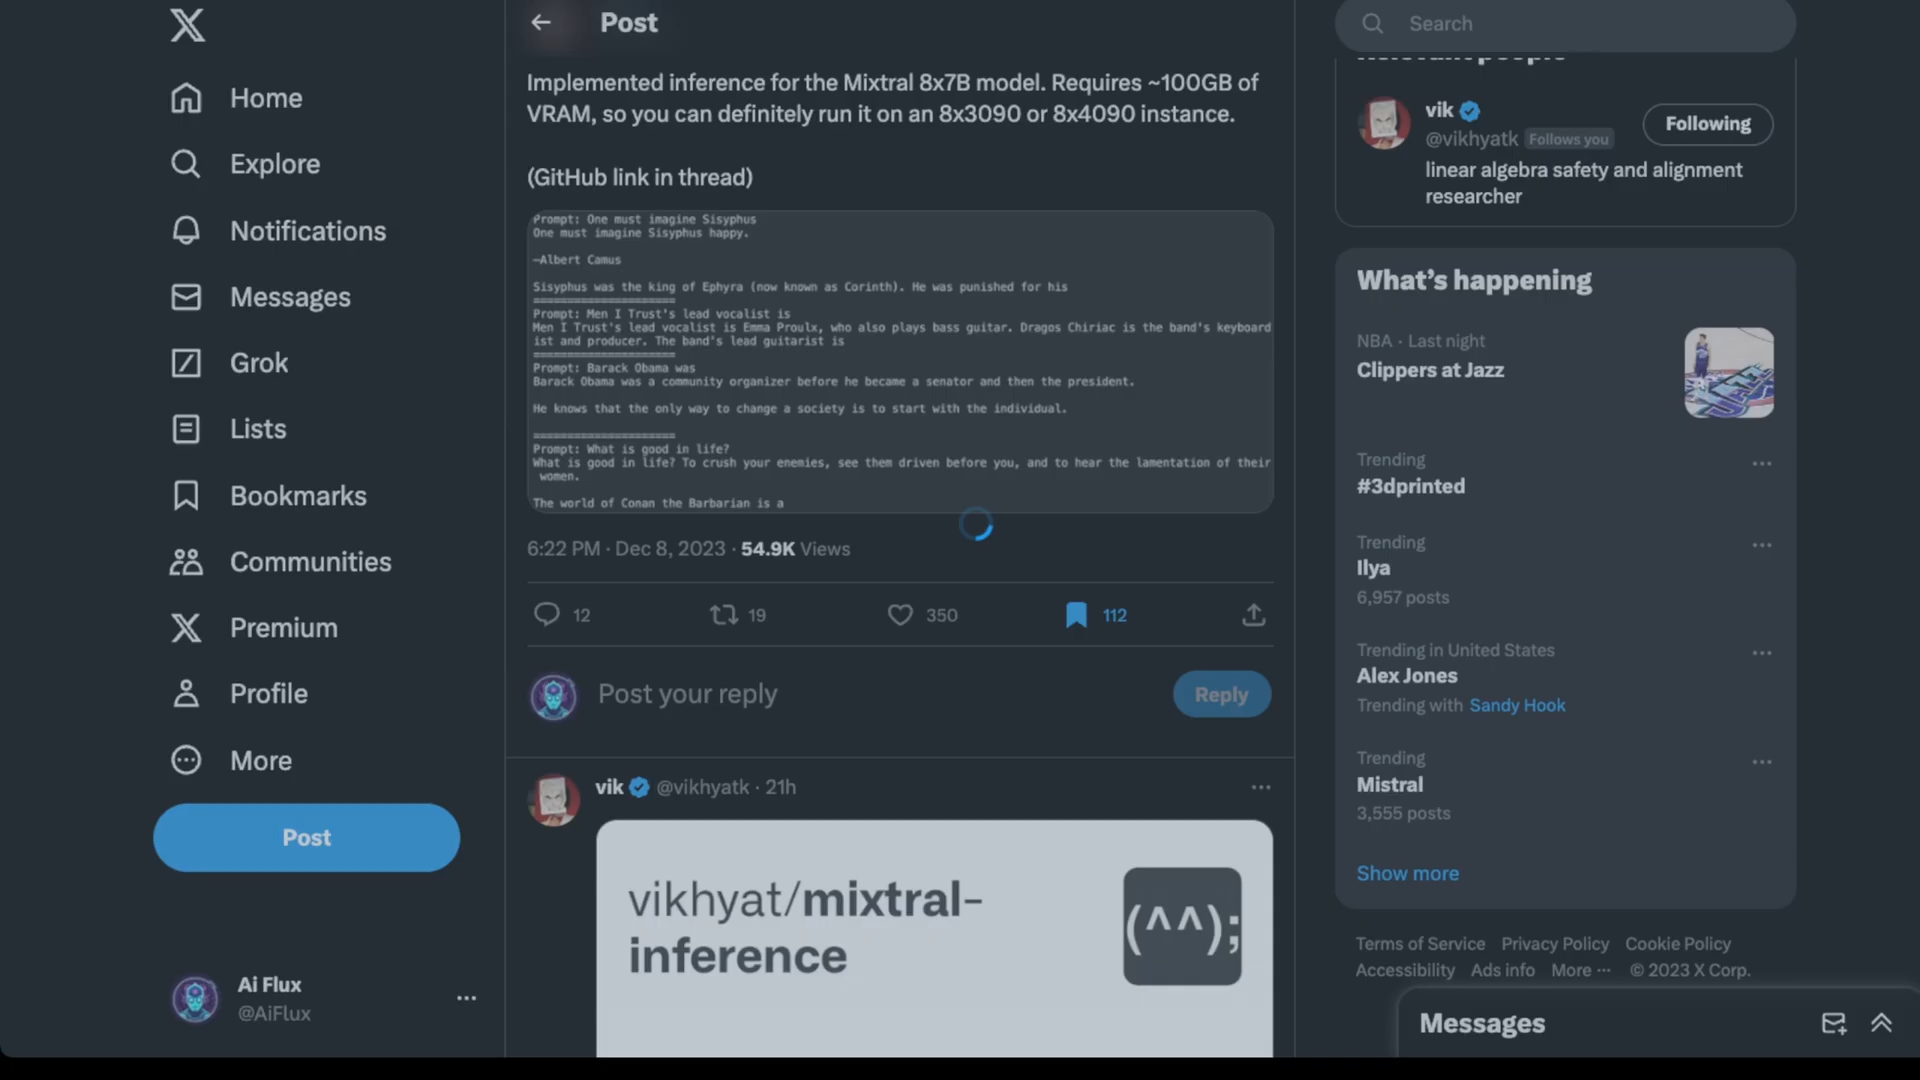 Home
Explore
Notifications
Messages
Grok
Lists
Bookmarks
Communities
Premium
Profile
More
Post
Ai Flux
@AiFlux
Post
Implemented inference for the Mixtral 8x7B model. Requires ~100GB of
VRAM, so you can definitely run it on an 8x3090 or 8x4090 instance.
(GitHub link in thread)
Prompt: One must imagine Sisyphus
One must imagine Sisyphus happy.
—Albert Camus
Sisyphus was the king of Ephyra (now known as Corinth). He was punished for his
=====================
Prompt: Men I Trust's lead vocalist is
Men I Trust's lead vocalist is Emma Proulx, who also plays bass guitar. Dragos Chiriac is the band's keyboard
ist and producer. The band's lead guitarist is
=====================
Prompt: Barack Obama was
Barack Obama was a community organizer before he became a senator and then the president.
He knows that the only way to change a society is to start with the individual.
=====================
Prompt: What is good in life?
What is good in life? To crush your enemies, see them driven before you, and to hear the lamentation of their
women.
The world of Conan the Barbarian is a
6:22 PM · Dec 8, 2023 · 54.9K Views
12 19 350 112
Post your reply
Reply
vik @vikhyatk · 21h
vikhyat/mixtral-
inference
(^^);
Search
Relevant people
vik
@vikhyatk Follows you
Following
linear algebra safety and alignment
researcher
What's happening
NBA · Last night
Clippers at Jazz
Trending
#3dprinted
Trending
Ilya
6,957 posts
Trending in United States
Alex Jones
Trending with Sandy Hook
Trending
Mistral
3,555 posts
Show more
Terms of Service Privacy Policy Cookie Policy
Accessibility Ads info More ··· © 2023 X Corp.
Messages